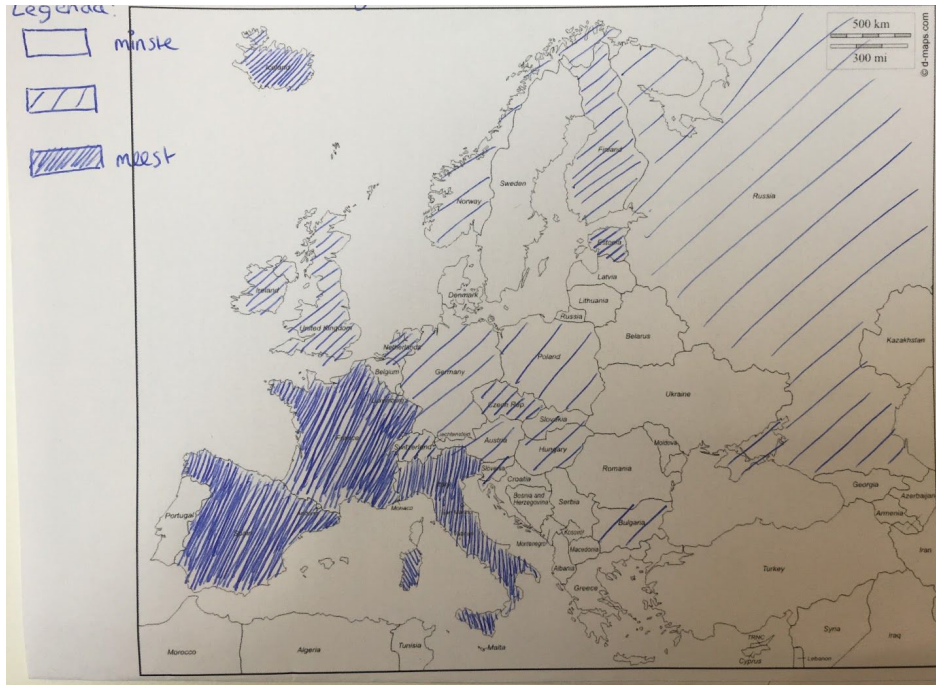 Legenda:
minste
meest
500 km
300 mi
© d-maps.com
Iceland
Norway
Sweden
Finland
Russia
Estonia
Latvia
Lithuania
Russia
Denmark
Ireland
United Kingdom
Netherlands
Belgium
Germany
Poland
Belarus
Kazakhstan
Luxembourg
Czech Rep.
Slovakia
Ukraine
Liechtenstein
Switzerland
Austria
Hungary
Moldova
France
Slovenia
Croatia
Romania
Bosnia and
Herzegovina
Serbia
Georgia
Azerbaijan
Armenia
Monaco
Montenegro
Kosovo
Bulgaria
Macedonia
Albania
Portugal
Spain
Greece
Turkey
Iran
Malta
TRNC
Cyprus
Syria
Lebanon
Iraq
Morocco
Algeria
Tunisia